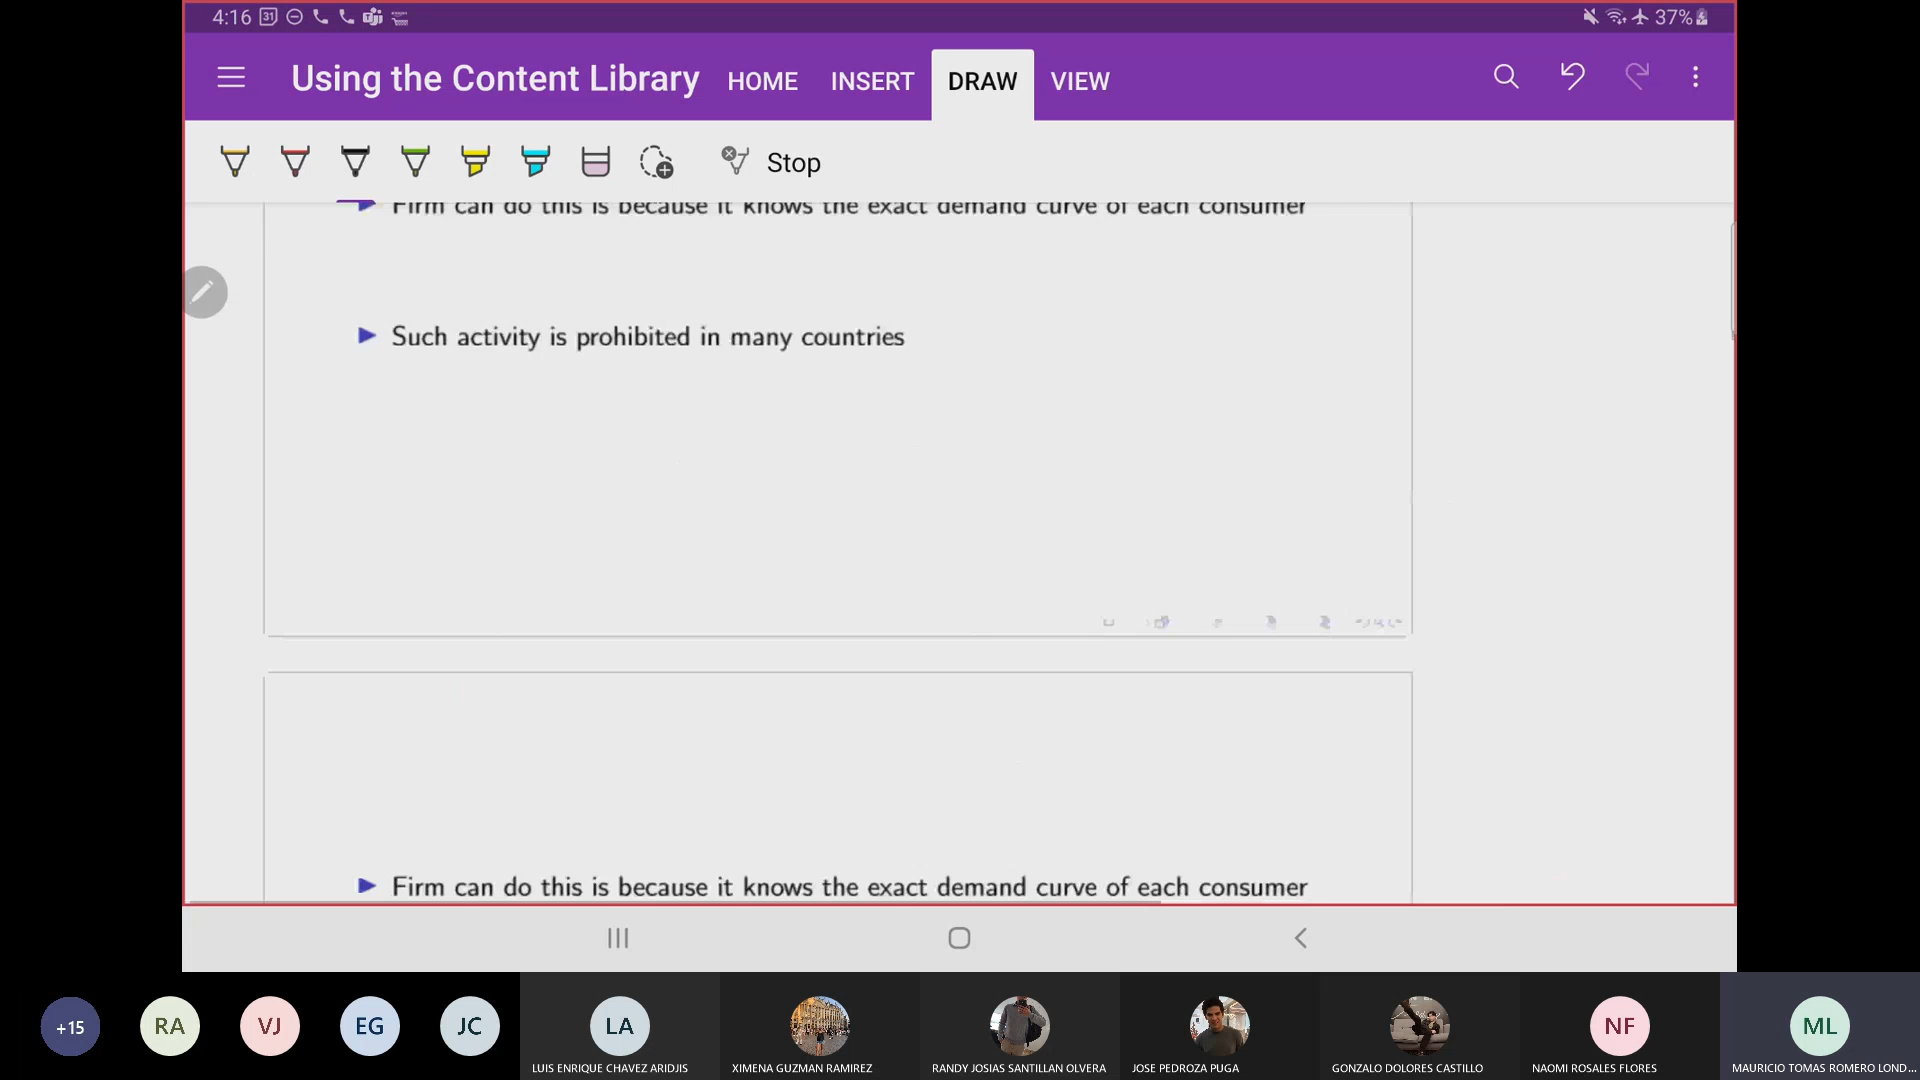 4:16 31 37%
Using the Content Library HOME INSERT DRAW VIEW
Stop
Firm can do this is because it knows the exact demand curve of each consumer
Such activity is prohibited in many countries
Firm can do this is because it knows the exact demand curve of each consumer
+15 RA VJ EG JC LA NF ML
LUIS ENRIQUE CHAVEZ ARIDJIS XIMENA GUZMAN RAMIREZ RANDY JOSIAS SANTILLAN OLVERA JOSE PEDROZA PUGA GONZALO DOLORES CASTILLO NAOMI ROSALES FLORES MAURICIO TOMAS ROMERO LOND...